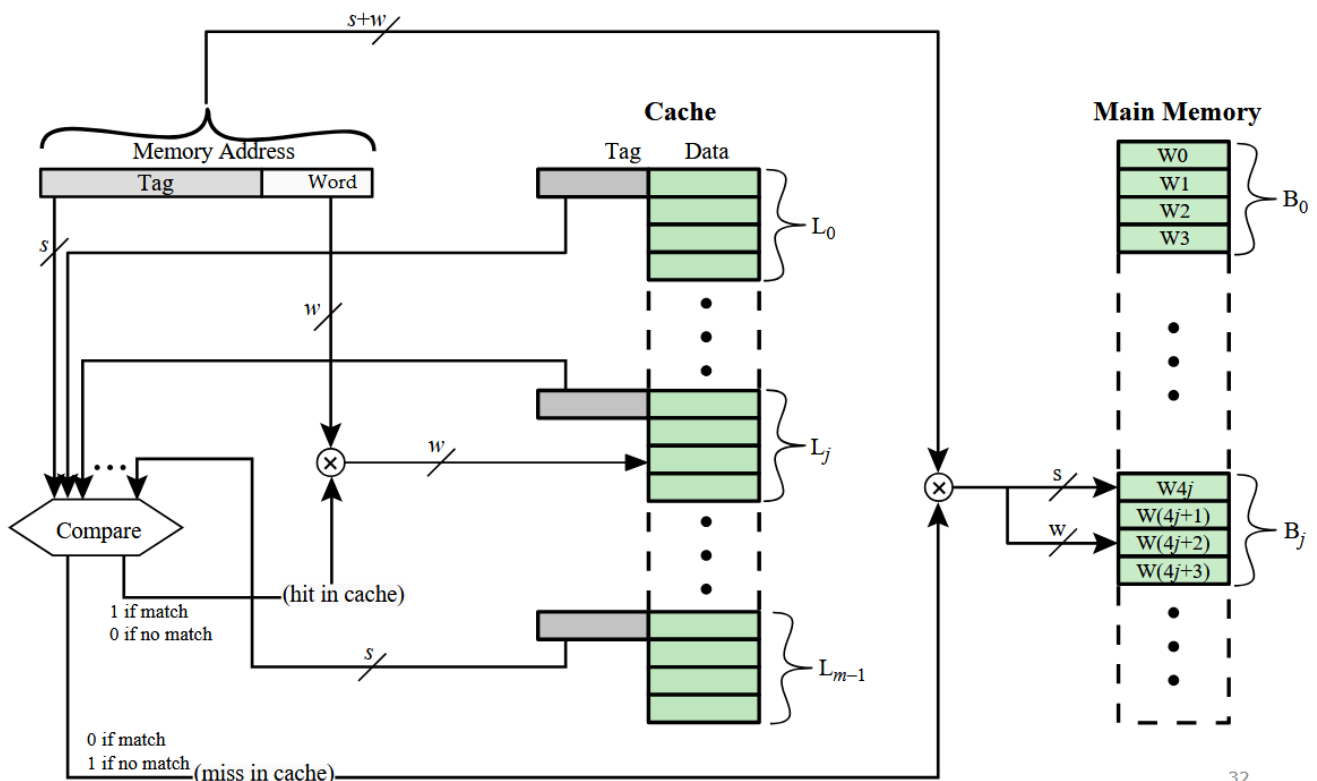 s+w
Cache
Main Memory
Memory Address
Tag Data
Tag Word
W0
W1
W2
W3
B0
L0
s
w
Lj
w
s
W4j
W(4j+1)
w
W(4j+2)
W(4j+3)
Bj
Compare
(hit in cache)
1 if match
0 if no match
s
Lm−1
0 if match
1 if no match
(miss in cache)
32